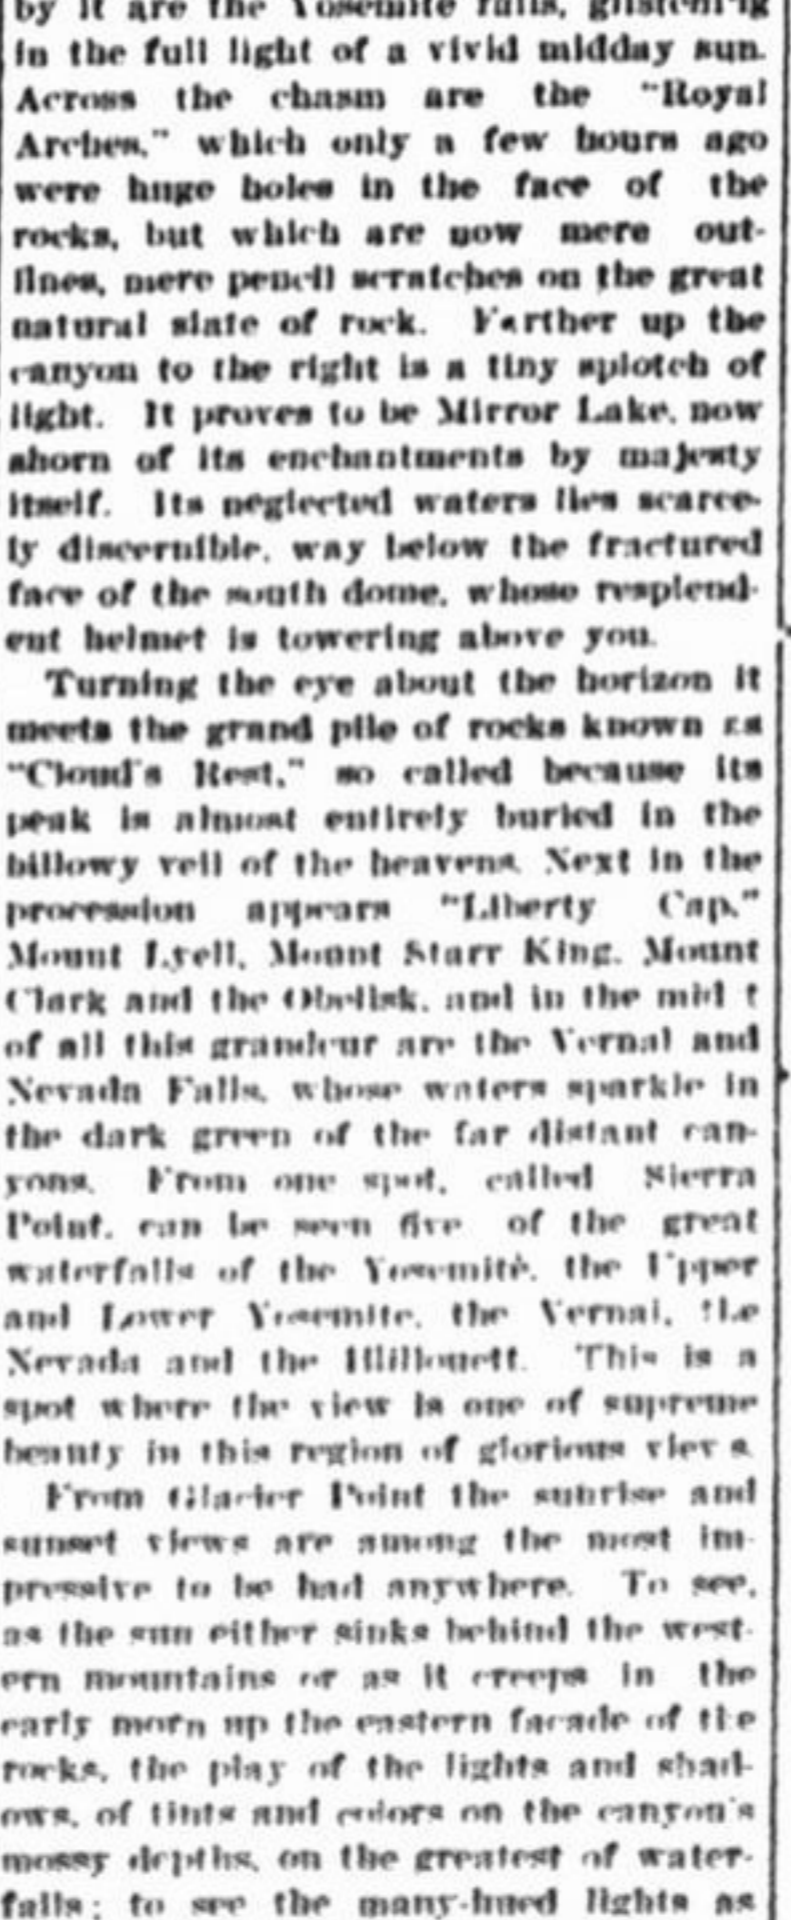 by it are the Yosemite falls, glistening
in the full light of a vivid midday sun.
Across the chasm are the "Royal
Arches," which only a few hours ago
were huge holes in the face of the
rocks, but which are now mere out-
lines, mere pencil scratches on the great
natural slate of rock. Farther up the
canyon to the right is a tiny splotch of
light. It proves to be Mirror Lake, now
shorn of its enchantments by majesty
itself. Its neglected waters lies scarce-
ly discernible, way below the fractured
face of the south dome, whose resplend-
ent helmet is towering above you.
Turning the eye about the horizon it
meets the grand pile of rocks known as
"Cloud's Rest," so called because its
peak is almost entirely buried in the
billowy veil of the heavens. Next in the
procession appears "Liberty Cap,"
Mount Lyell, Mount Starr King, Mount
Clark and the Obelisk, and in the mid t
of all this grandeur are the Vernal and
Nevada Falls, whose waters sparkle in
the dark green of the far distant can-
yons. From one spot, called Sierra
Point, can be seen five of the great
waterfalls of the Yosemite, the Upper
and Lower Yosemite, the Vernal, the
Nevada and the Illilouett. This is a
spot where the view is one of supreme
beauty in this region of glorious views.
From Glacier Point the sunrise and
sunset views are among the most im-
pressive to be had anywhere. To see,
as the sun either sinks behind the west-
ern mountains or as it creeps in the
early morn up the eastern facade of the
rocks, the play of the lights and shad-
ows, of tints and colors on the canyon's
mossy depths, on the greatest of water-
falls; to see the many-hued lights as